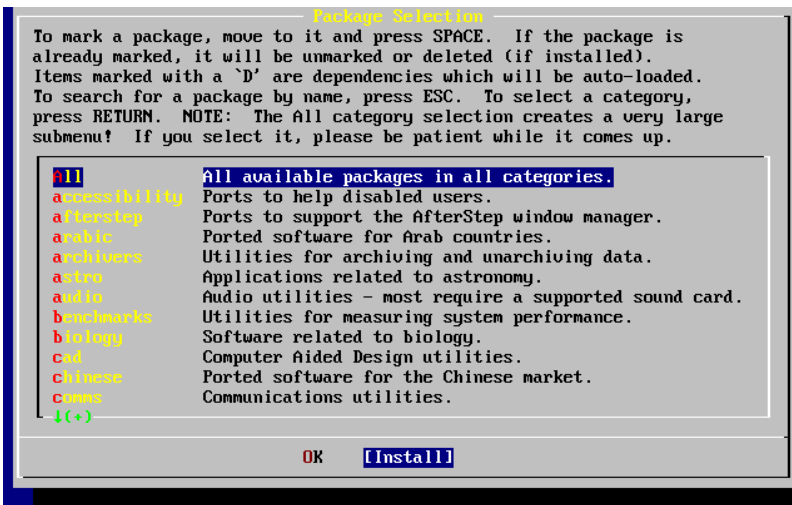 Package Selection
To mark a package, move to it and press SPACE.  If the package is
already marked, it will be unmarked or deleted (if installed).
Items marked with a `D' are dependencies which will be auto-loaded.
To search for a package by name, press ESC.  To select a category,
press RETURN.  NOTE:  The All category selection creates a very large
submenu!  If you select it, please be patient while it comes up.
All All available packages in all categories.
accessibility Ports to help disabled users.
afterstep Ports to support the AfterStep window manager.
arabic Ported software for Arab countries.
archivers Utilities for archiving and unarchiving data.
astro Applications related to astronomy.
audio Audio utilities - most require a supported sound card.
benchmarks Utilities for measuring system performance.
biology Software related to biology.
cad Computer Aided Design utilities.
chinese Ported software for the Chinese market.
comms Communications utilities.
↓(+)
OK [Install]